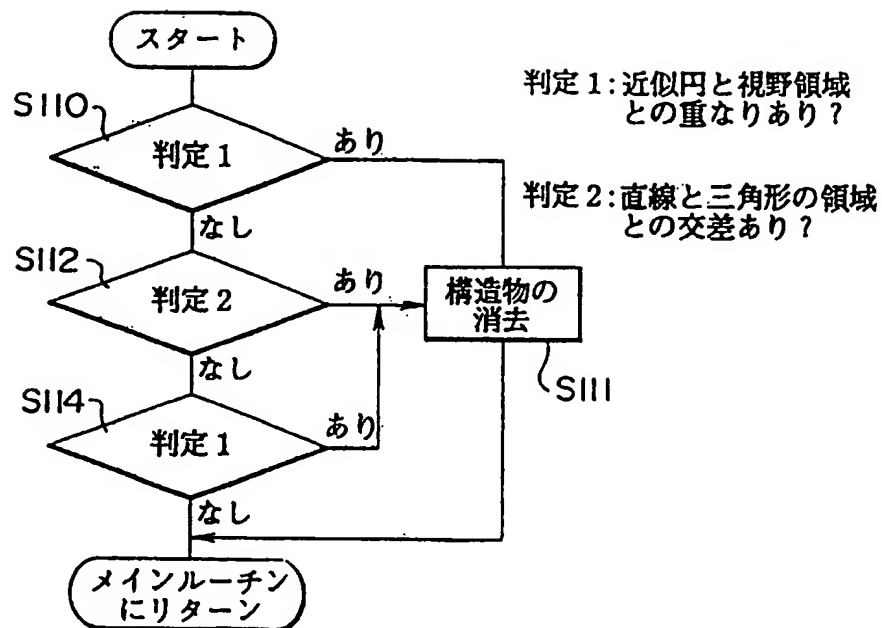 スタート
S110
判定1
あり
なし
判定1:近似円と視野領域
との重なりあり?
判定2:直線と三角形の領域
との交差あり?
S112
判定2
あり
なし
構造物の
消去
S111
S114
判定1
あり
なし
メインルーチン
にリターン